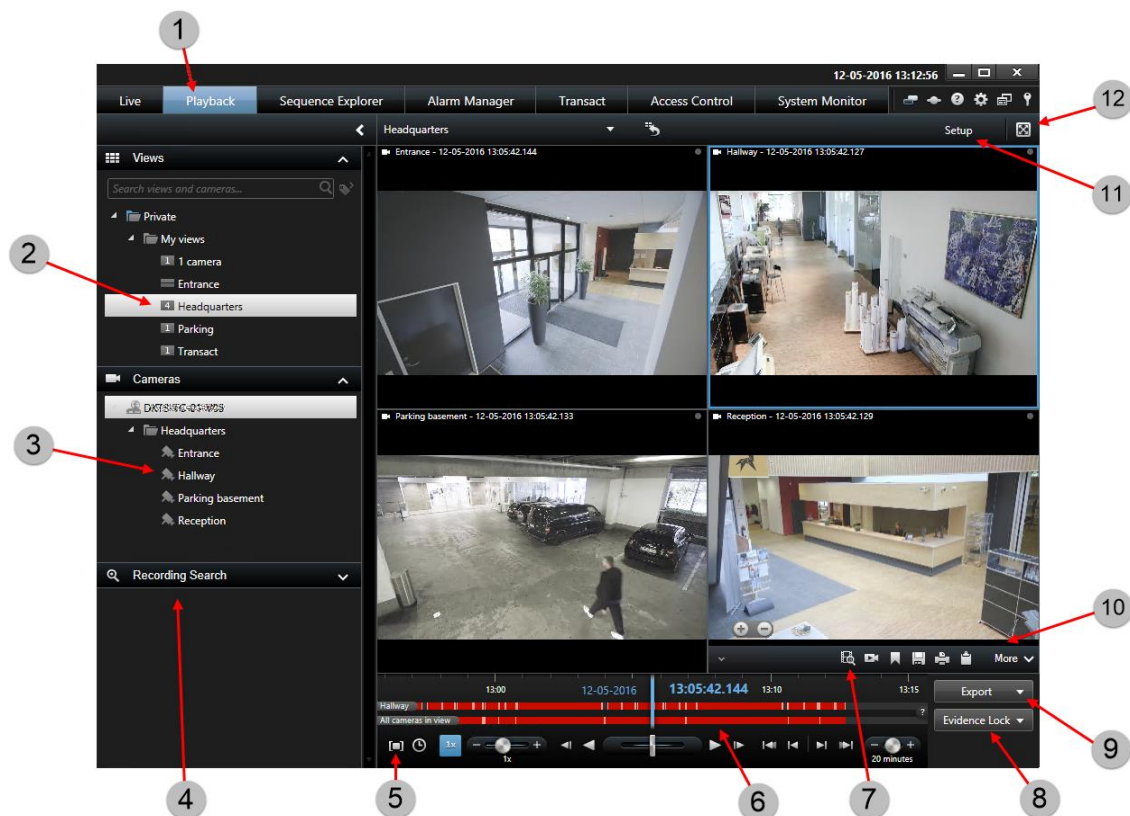 1
12-05-2016 13:12:56
Live Playback Sequence Explorer Alarm Manager Transact Access Control System Monitor
12
Headquarters Setup
11
Views
Search views and cameras...
Private
My views
2
1 1 camera
Entrance
4 Headquarters
1 Parking
1 Transact
Cameras
Headquarters
3
Entrance
Hallway
Parking basement
Reception
Recording Search
4
Entrance - 12-05-2016 13:05:42.144
Hallway - 12-05-2016 13:05:42.127
Parking basement - 12-05-2016 13:05:42.133
Reception - 12-05-2016 13:05:42.129
10
More
13:00 12-05-2016 13:05:42.144 13:10 13:15
Hallway
All cameras in view
?
Export
Evidence Lock
1x
1x
20 minutes
5
6
7
8
9